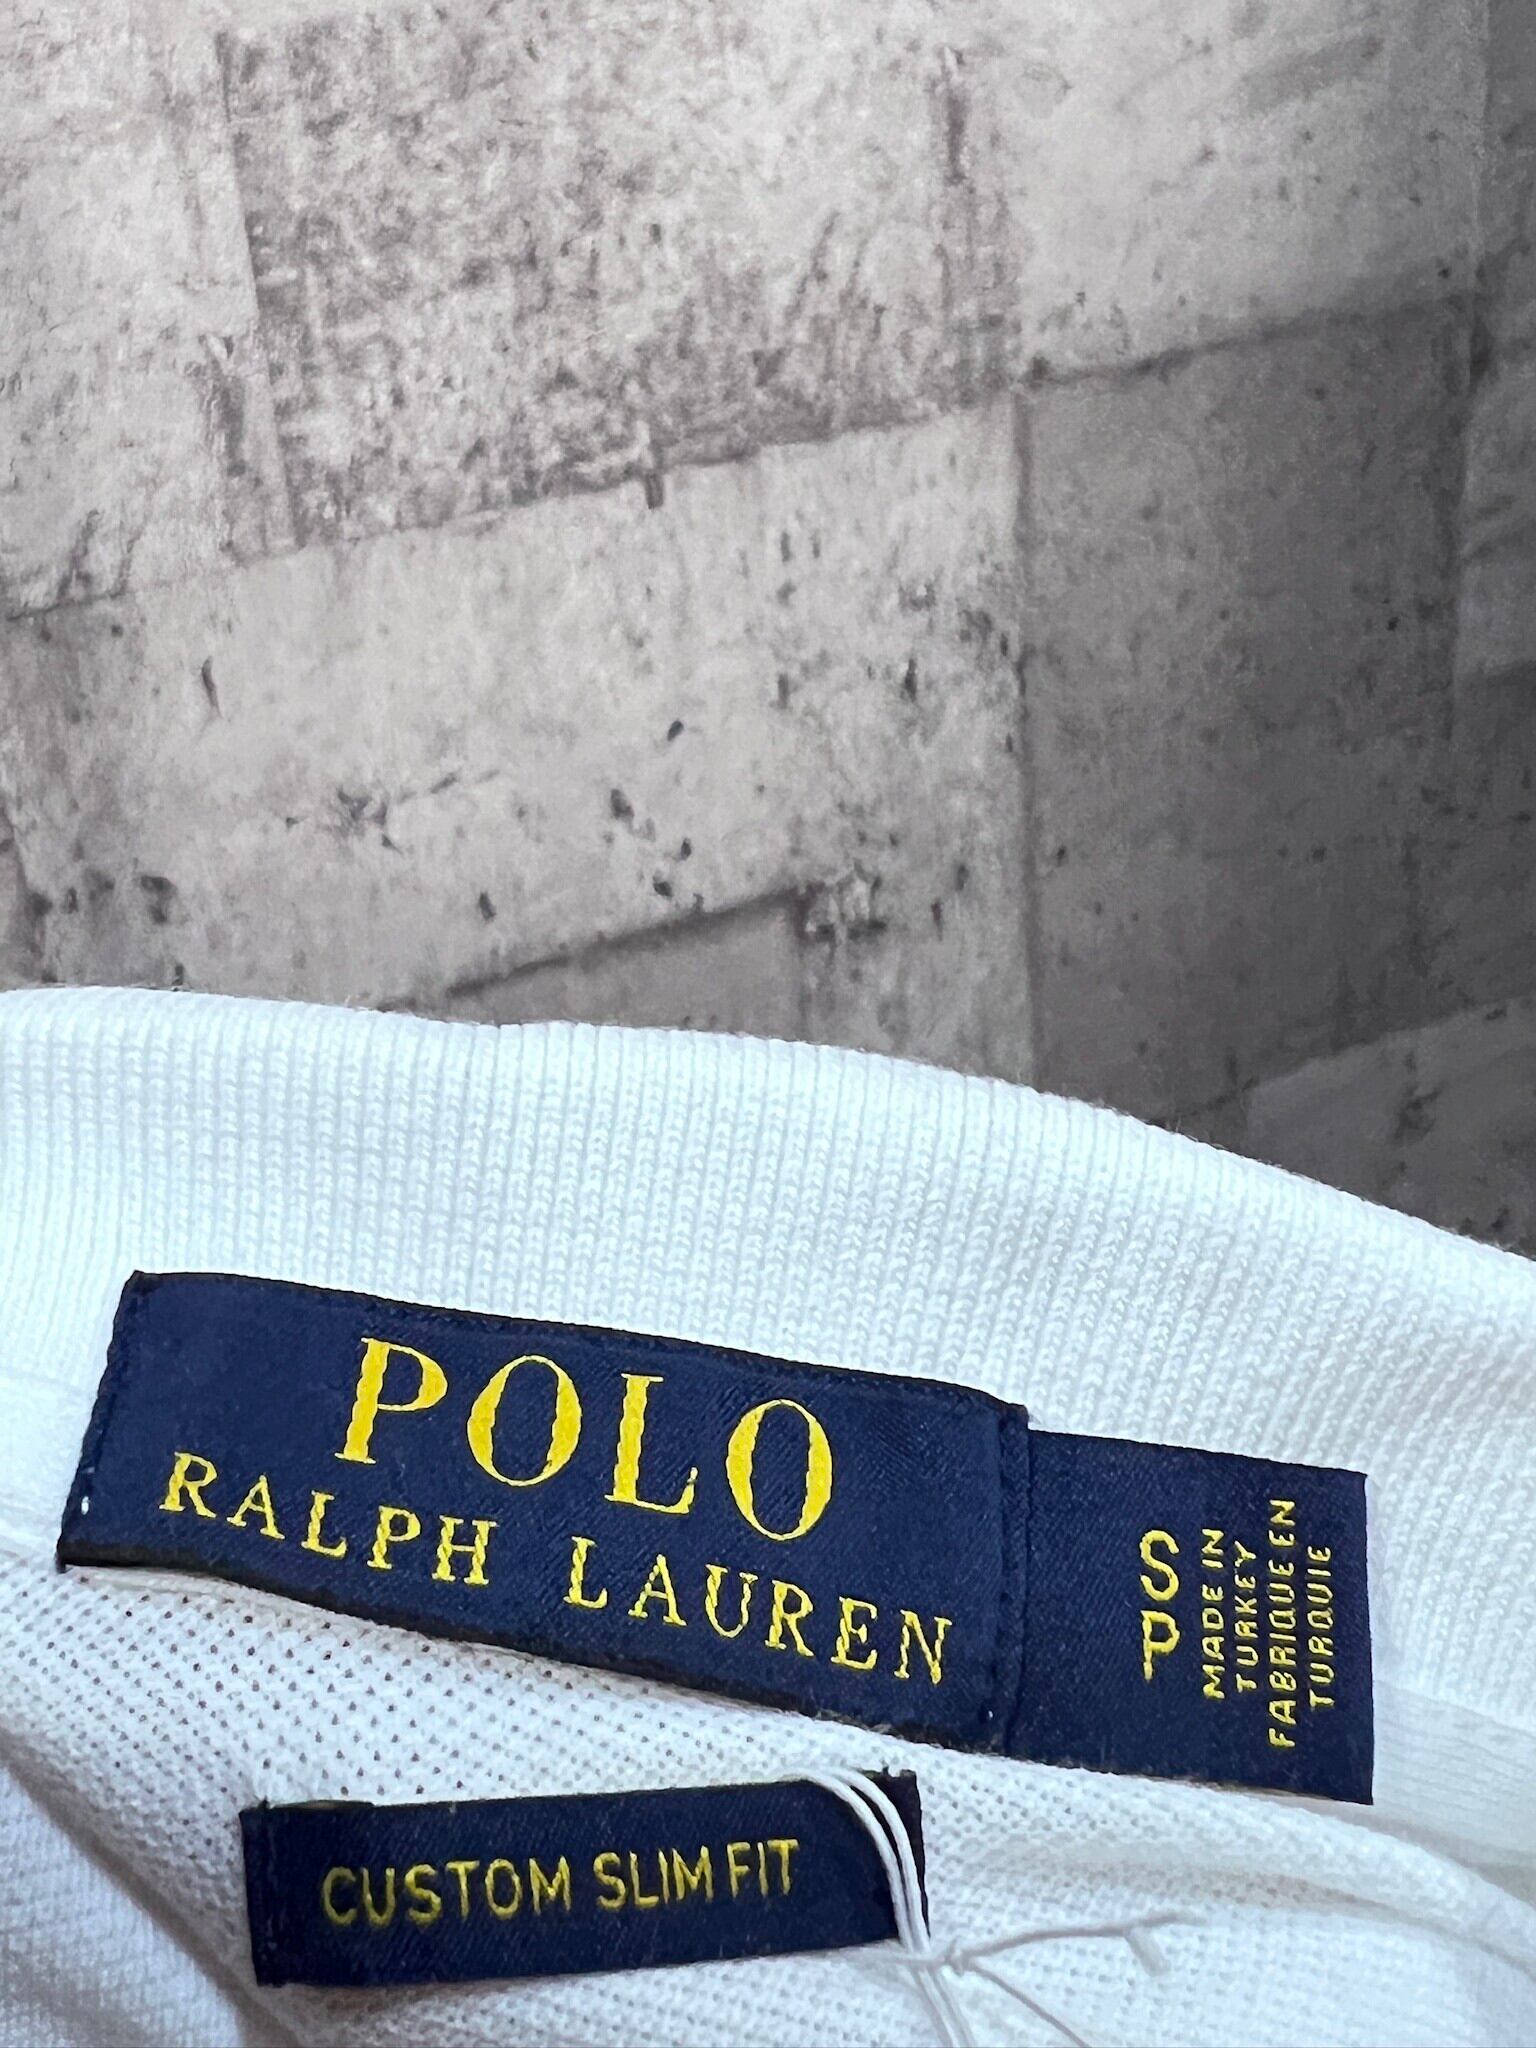 POLO
RALPH LAUREN
S
P
MADE IN
TURKEY
FABRIQUE EN
TURQUIE
CUSTOM SLIM FIT